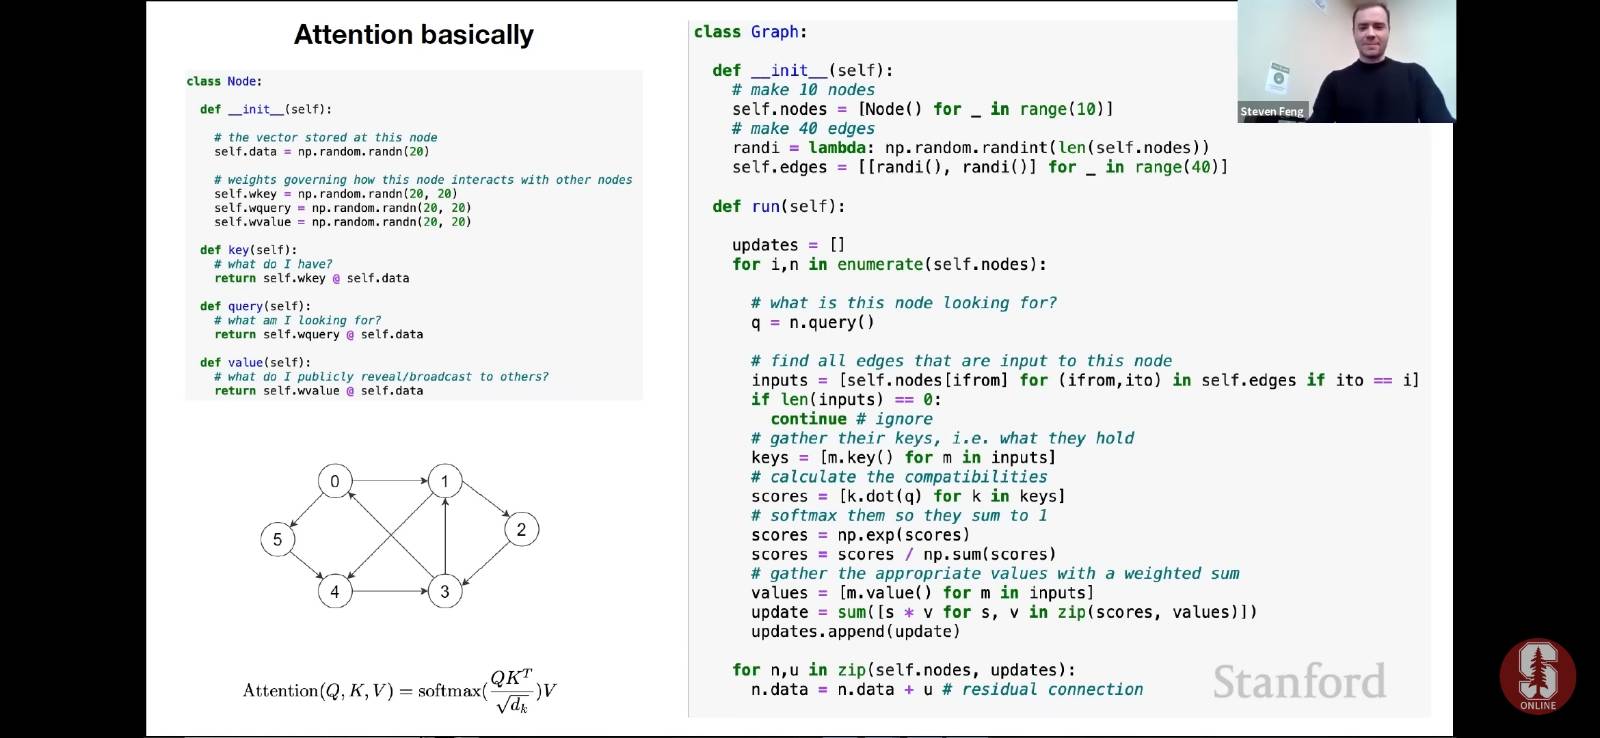 Attention basically
class Node:
def __init__(self):
# the vector stored at this node
self.data = np.random.randn(20)
# weights governing how this node interacts with other nodes
self.wkey = np.random.randn(20, 20)
self.wquery = np.random.randn(20, 20)
self.wvalue = np.random.randn(20, 20)
def key(self):
# what do I have?
return self.wkey @ self.data
def query(self):
# what am I looking for?
return self.wquery @ self.data
def value(self):
# what do I publicly reveal/broadcast to others?
return self.wvalue @ self.data
0
1
5
2
4
3
Attention(Q, K, V) = softmax(QK^T / √d_k)V
class Graph:
def __init__(self):
# make 10 nodes
self.nodes = [Node() for _ in range(10)]
# make 40 edges
randi = lambda: np.random.randint(len(self.nodes))
self.edges = [[randi(), randi()] for _ in range(40)]
def run(self):
updates = []
for i,n in enumerate(self.nodes):
# what is this node looking for?
q = n.query()
# find all edges that are input to this node
inputs = [self.nodes[ifrom] for (ifrom,ito) in self.edges if ito == i]
if len(inputs) == 0:
continue # ignore
# gather their keys, i.e. what they hold
keys = [m.key() for m in inputs]
# calculate the compatibilities
scores = [k.dot(q) for k in keys]
# softmax them so they sum to 1
scores = np.exp(scores)
scores = scores / np.sum(scores)
# gather the appropriate values with a weighted sum
values = [m.value() for m in inputs]
update = sum([s * v for s, v in zip(scores, values)])
updates.append(update)
for n,u in zip(self.nodes, updates):
n.data = n.data + u # residual connection
Steven Feng
Stanford
S
ONLINE